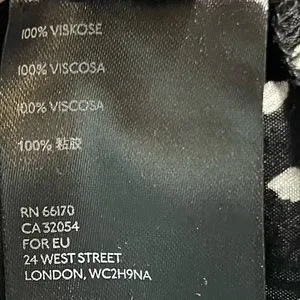 100% VISKOSE
100% VISCOSA
100% VISCOSA
100% 粘胶
RN 66170
CA 32054
FOR EU
24 WEST STREET
LONDON, WC2H9NA